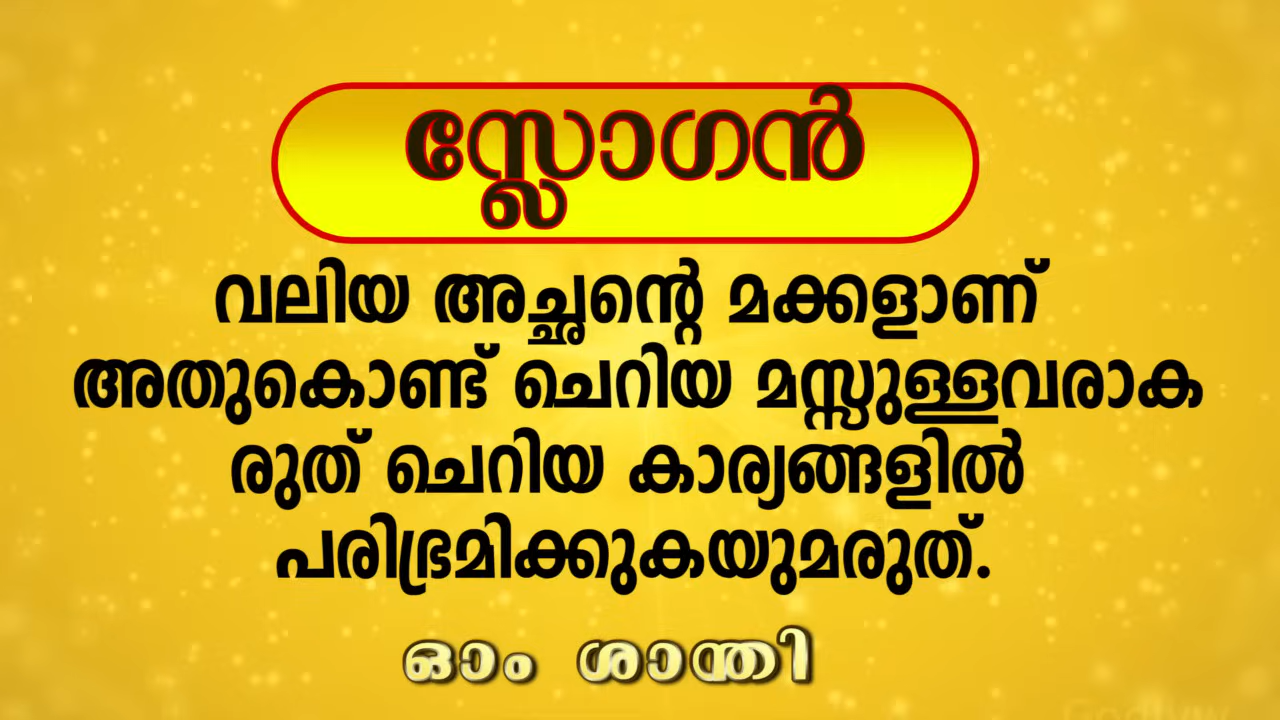 സ്ലോഗൻ
വലിയ അച്ഛന്റെ മക്കളാണ്
അതുകൊണ്ട് ചെറിയ മസ്സുള്ളവരാക
രുത് ചെറിയ കാര്യങ്ങളിൽ
പരിഭ്രമിക്കുകയുമരുത്.
ഓം ശാന്തി